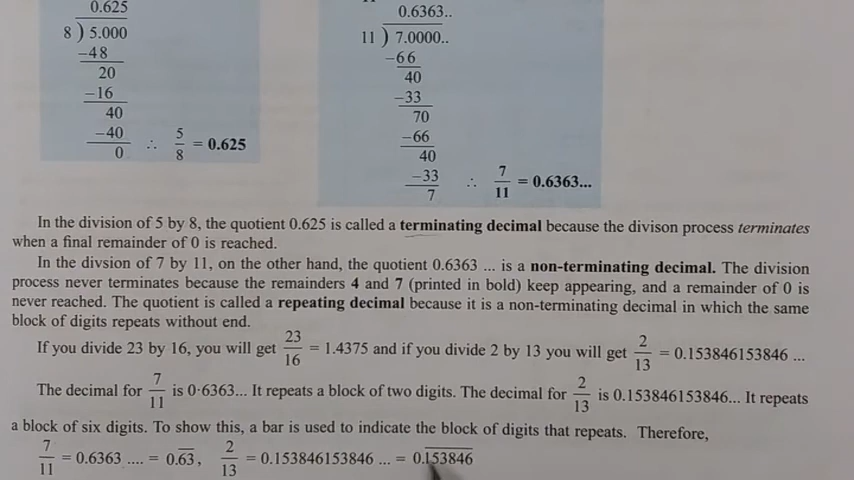 0.625
8 ) 5.000
−48
20
−16
40
−40
0 ∴ 5/8 = 0.625
0.6363..
11 ) 7.0000..
−66
40
−33
70
−66
40
−33
7 ∴ 7/11 = 0.6363...
In the division of 5 by 8, the quotient 0.625 is called a terminating decimal because the divison process terminates
when a final remainder of 0 is reached.
In the divsion of 7 by 11, on the other hand, the quotient 0.6363 ... is a non-terminating decimal. The division
process never terminates because the remainders 4 and 7 (printed in bold) keep appearing, and a remainder of 0 is
never reached. The quotient is called a repeating decimal because it is a non-terminating decimal in which the same
block of digits repeats without end.
If you divide 23 by 16, you will get 23/16 = 1.4375 and if you divide 2 by 13 you will get 2/13 = 0.153846153846 ...
The decimal for 7/11 is 0·6363... It repeats a block of two digits. The decimal for 2/13 is 0.153846153846... It repeats
a block of six digits. To show this, a bar is used to indicate the block of digits that repeats. Therefore,
7/11 = 0.6363 .... = 0.6̅3̅, 2/13 = 0.153846153846 ... = 0.1̅5̅3̅8̅4̅6̅